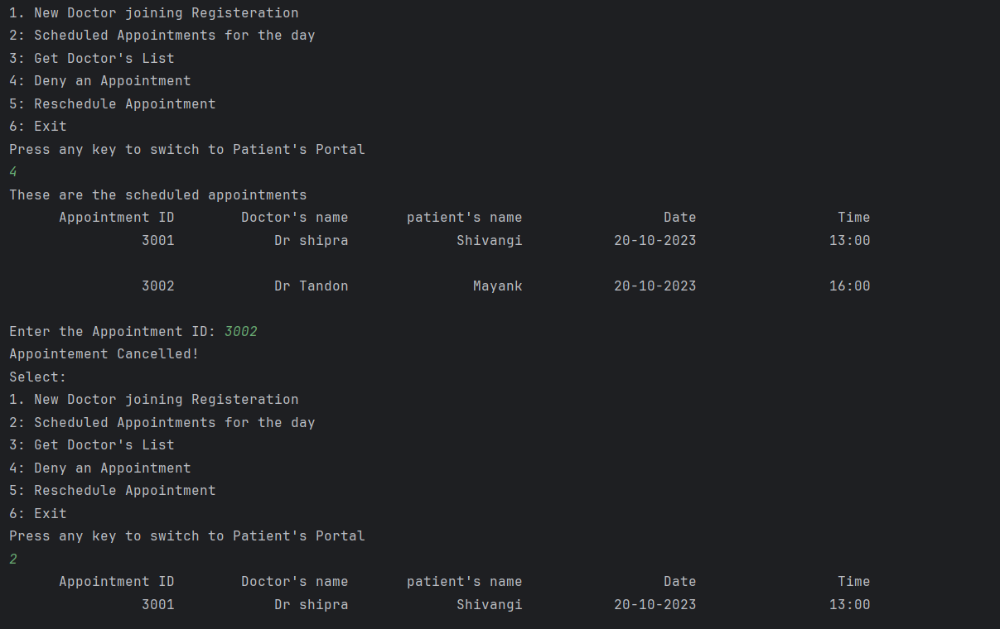 1. New Doctor joining Registeration
2: Scheduled Appointments for the day
3: Get Doctor's List
4: Deny an Appointment
5: Reschedule Appointment
6: Exit
Press any key to switch to Patient's Portal
4
These are the scheduled appointments
Appointment ID Doctor's name patient's name Date Time
3001 Dr shipra Shivangi 20-10-2023 13:00
3002 Dr Tandon Mayank 20-10-2023 16:00
Enter the Appointment ID: 3002
Appointement Cancelled!
Select:
1. New Doctor joining Registeration
2: Scheduled Appointments for the day
3: Get Doctor's List
4: Deny an Appointment
5: Reschedule Appointment
6: Exit
Press any key to switch to Patient's Portal
2
Appointment ID Doctor's name patient's name Date Time
3001 Dr shipra Shivangi 20-10-2023 13:00